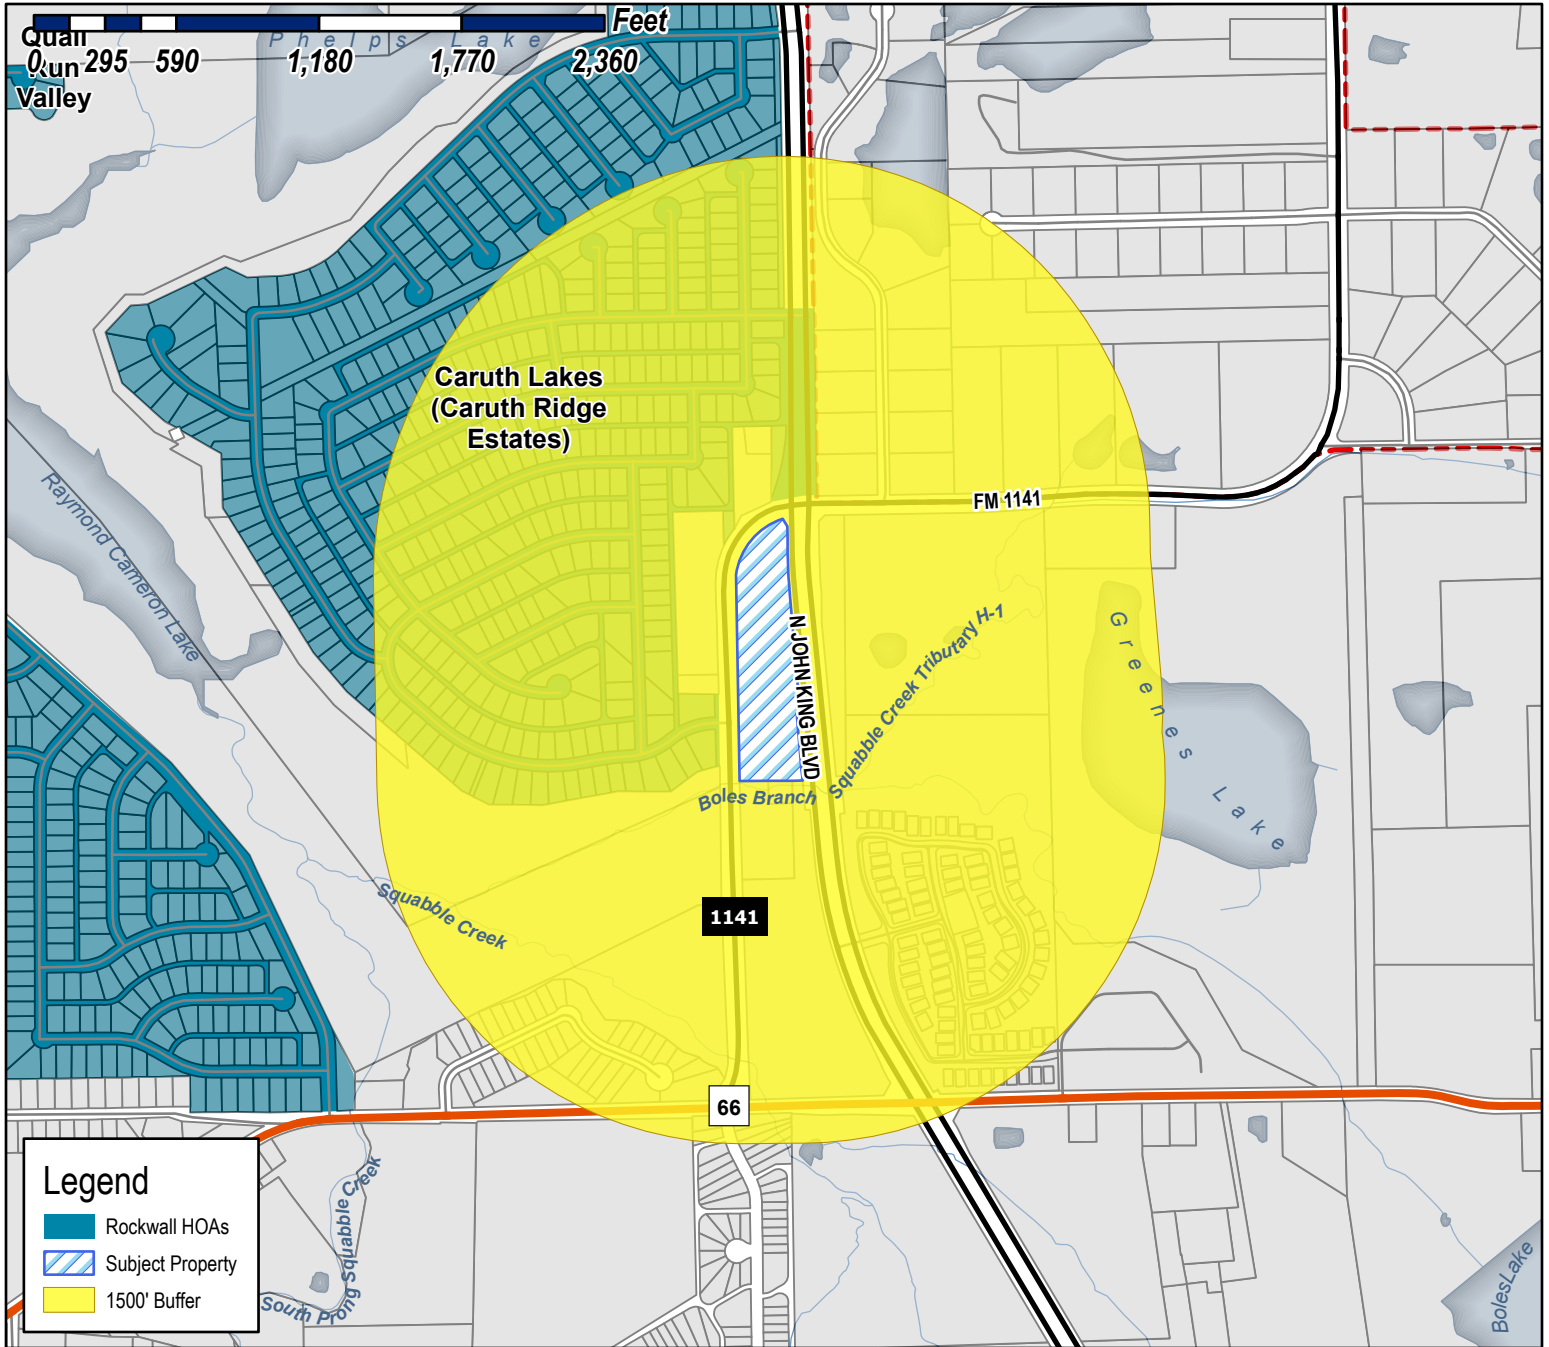 Feet
0 295 590 1,180 1,770 2,360
Quail
Run
Valley
Phelps Lake
Caruth Lakes
(Caruth Ridge
Estates)
FM 1141
Raymond Cameron Lake
N JOHN KING BLVD
Squabble Creek Tributary H-1
Greenes Lake
Boles Branch
Squabble Creek
1141
66
South Prong Squabble Creek
BolesLake
Legend
Rockwall HOAs
Subject Property
1500' Buffer